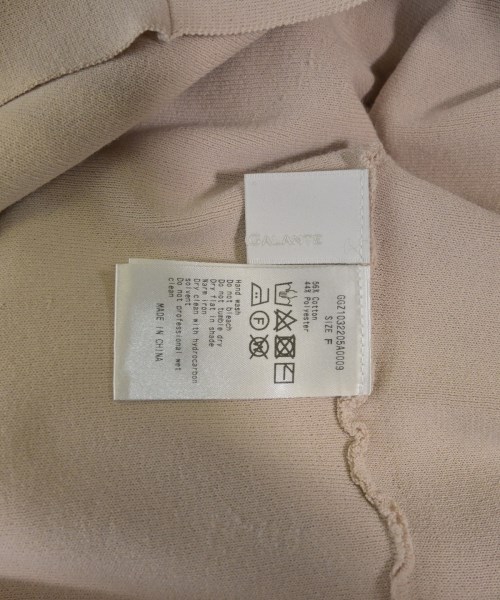 GALANTE
GGZ1G32205A0009
SIZE F
56% Cotton
44% Polyester
Hand wash
Do not bleach
Do not tumble dry
Dry flat in shade
Warm iron
Dry clean with hydrocarbon
solvent
Do not professional wet
clean
MADE IN CHINA